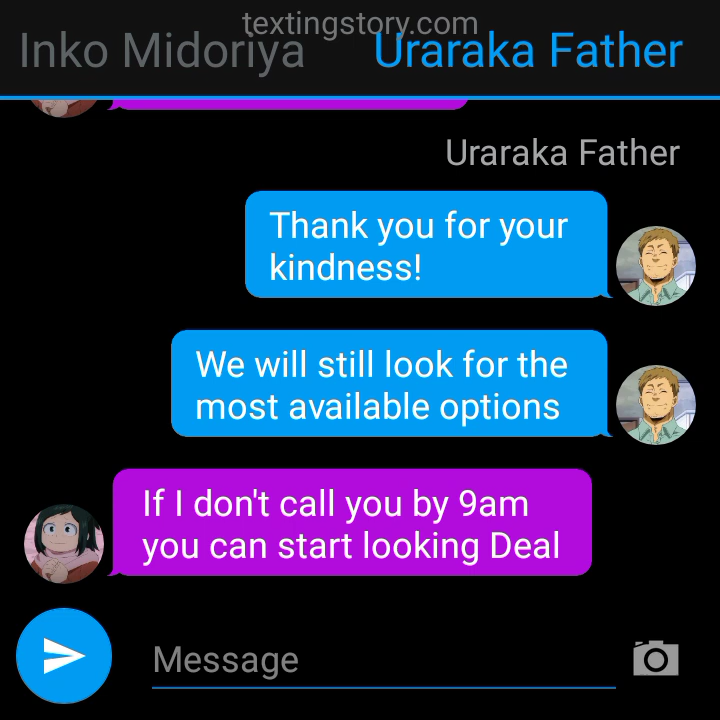 textingstory.com
Inko Midoriya Uraraka Father
Uraraka Father
Thank you for your
kindness!
We will still look for the
most available options
If I don't call you by 9am
you can start looking Deal
Message